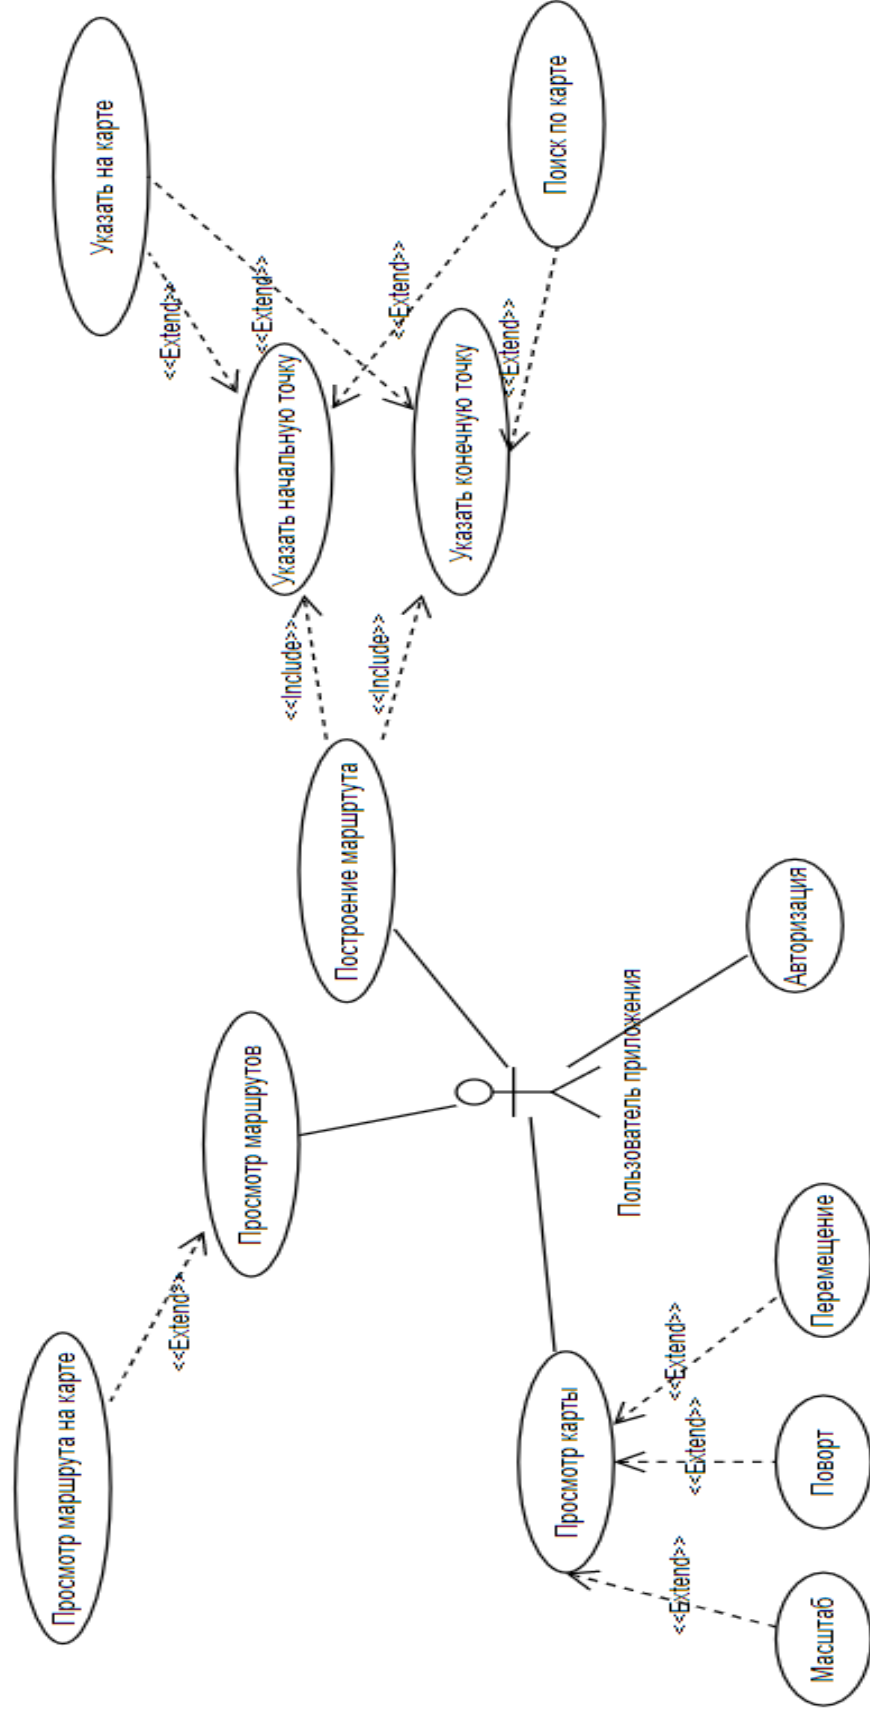 Просмотр маршрута на карте
<<Extend>>
Просмотр маршрутов
Построение маршртута
<<Include>>
<<Include>>
Указать начальную точку
Указать конечную точку
<<Extend>>
<<Extend>>
<<Extend>>
<<Extend>>
Указать на карте
Поиск по карте
Пользователь приложения
Авторизация
Просмотр карты
<<Extend>>
<<Extend>>
<<Extend>>
Масштаб
Поворт
Перемещение